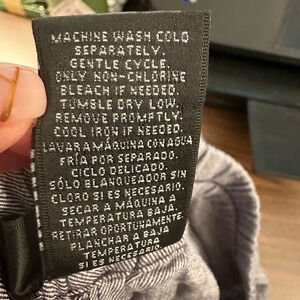 MACHINE WASH COLD
SEPARATELY.
GENTLE CYCLE.
ONLY NON-CHLORINE
BLEACH IF NEEDED.
TUMBLE DRY LOW.
REMOVE PROMPTLY.
COOL IRON IF NEEDED.
LAVAR A MÁQUINA CON AGUA
FRÍA POR SEPARADO.
CICLO DELICADO.
SÓLO BLANQUEADOR SIN
CLORO SI ES NECESARIO.
SECAR A MÁQUINA A
TEMPERATURA BAJA.
RETIRAR OPORTUNAMENTE.
PLANCHAR A BAJA
TEMPERATURA
SI ES NECESARIO.